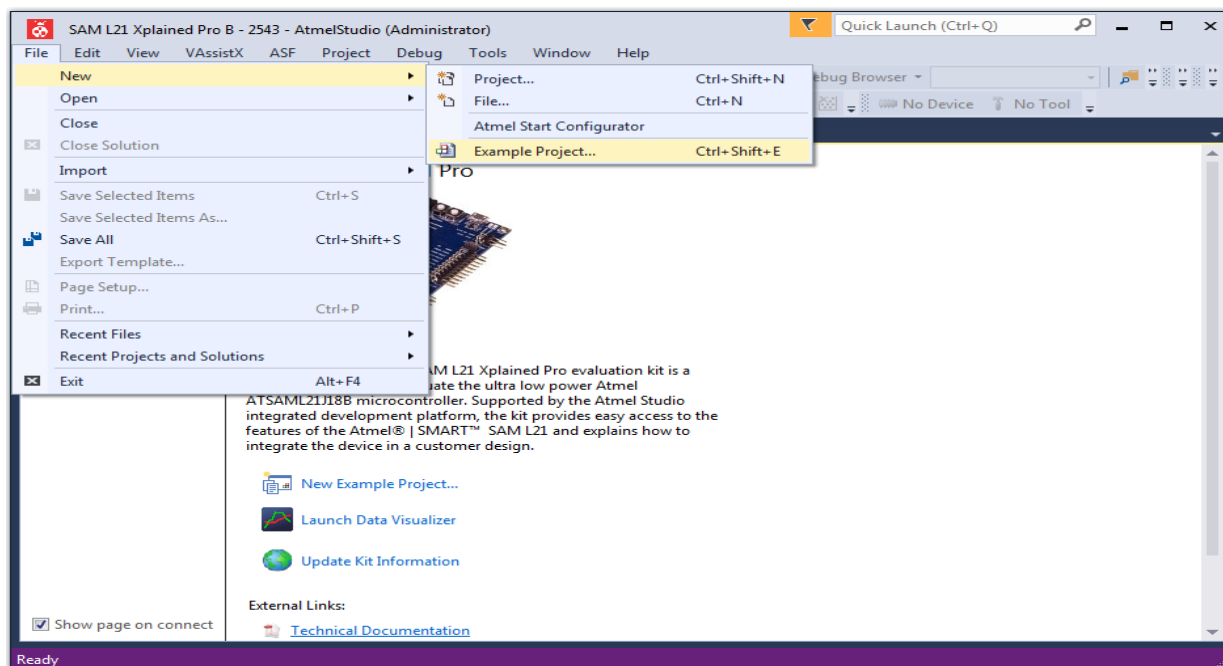 SAM L21 Xplained Pro B - 2543 - AtmelStudio (Administrator) Quick Launch (Ctrl+Q)
File Edit View VAssistX ASF Project Debug Tools Window Help
New
Open
Close
Close Solution
Import
Save Selected Items Ctrl+S
Save Selected Items As...
Save All Ctrl+Shift+S
Export Template...
Page Setup...
Print... Ctrl+P
Recent Files
Recent Projects and Solutions
Exit Alt+F4
Project... Ctrl+Shift+N
File... Ctrl+N
Atmel Start Configurator
Example Project... Ctrl+Shift+E
ebug Browser
No Device No Tool
Pro
AM L21 Xplained Pro evaluation kit is a
uate the ultra low power Atmel
ATSAML21J18B microcontroller. Supported by the Atmel Studio
integrated development platform, the kit provides easy access to the
features of the Atmel® | SMART™ SAM L21 and explains how to
integrate the device in a customer design.
New Example Project...
Launch Data Visualizer
Update Kit Information
External Links:
Technical Documentation
Show page on connect
Ready